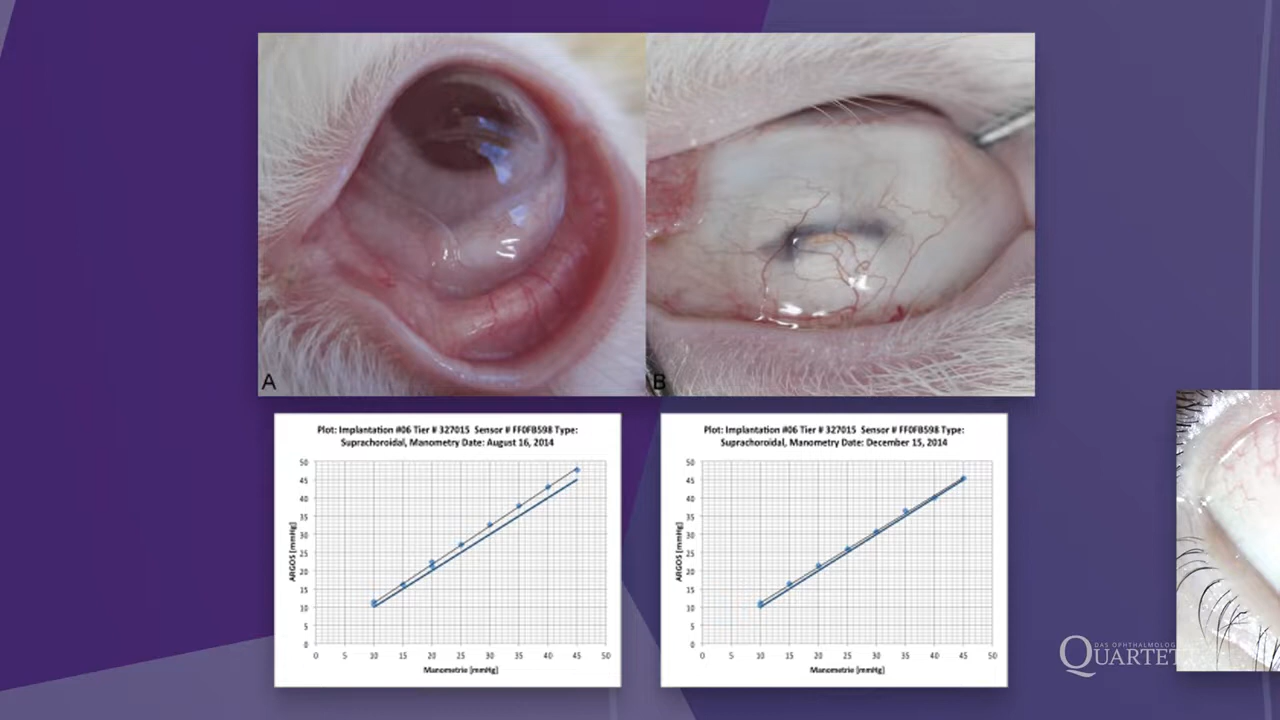 A
B
Plot: Implantation #06 Tier # 327015 Sensor # FF0FB598 Type:
Suprachoroidal, Manometry Date: August 16, 2014
50
45
40
35
30
25
20
15
10
5
0
ARGOS [mmHg]
0 5 10 15 20 25 30 35 40 45 50
Manometrie [mmHg]
Plot: Implantation #06 Tier # 327015 Sensor # FF0FB598 Type:
Suprachoroidal, Manometry Date: December 15, 2014
50
45
40
35
30
25
20
15
10
5
0
ARGOS [mmHg]
0 5 10 15 20 25 30 35 40 45 50
Manometrie [mmHg]
DAS OPHTHALMOLOG
QUARTET